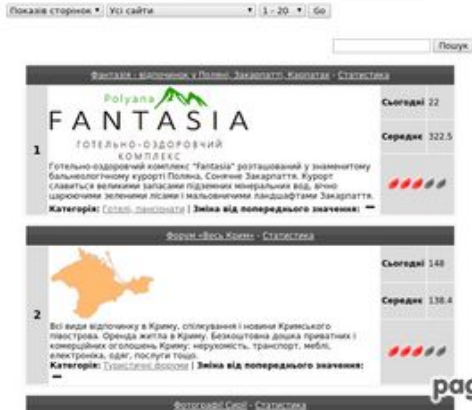 Показів сторінок Усі сайти 1 - 20 Go
Пошук
Фантазія - відпочинок у Поляні, Закарпатті, Карпатах - Статистика
1
Polyana
FANTASIA
ГОТЕЛЬНО-ОЗДОРОВЧИЙ
КОМПЛЕКС
Готельно-оздоровчий комплекс "Fantasia" розташований у знаменитому
бальнеологічному курорті Поляна, Сонячне Закарпаття. Курорт
славиться великими запасами підземних мінеральних вод, вічно
царюючими зеленими лісами і мальовничими ландшафтами Закарпаття.
Категорія: Готелі, пансіонати | Зміна від попереднього значення:
Сьогодні 22
Середнє 322.5
Форум «Весь Крим» - Статистика
2
Всі види відпочинку в Криму, спілкування і новини Кримського
півострова. Оренда житла в Криму. Безкоштовна дошка приватних і
комерційних оголошень Криму: нерухомість, транспорт, меблі,
електроніка, одяг, послуги тощо.
Категорія: Туристичні форуми | Зміна від попереднього значення:
Сьогодні 148
Середнє 138.4
Фотографії Сирії - Статистика